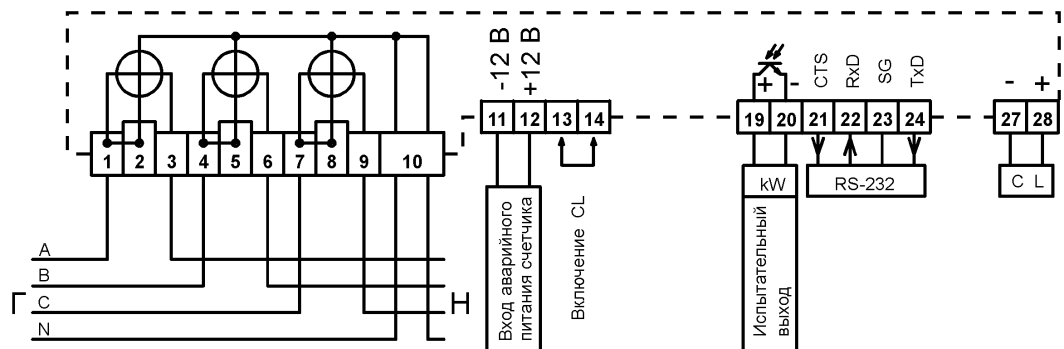 -12 В
+12 В
+ -
CTS
RxD
SG
TxD
- +
1 2 3 4 5 6 7 8 9 10
11 12 13 14
19 20 21 22 23 24
27 28
kW
RS-232
C L
A
B
C
N
Г
Н
Вход аварийного
питания счетчика
Включение CL
Испытательный
выход